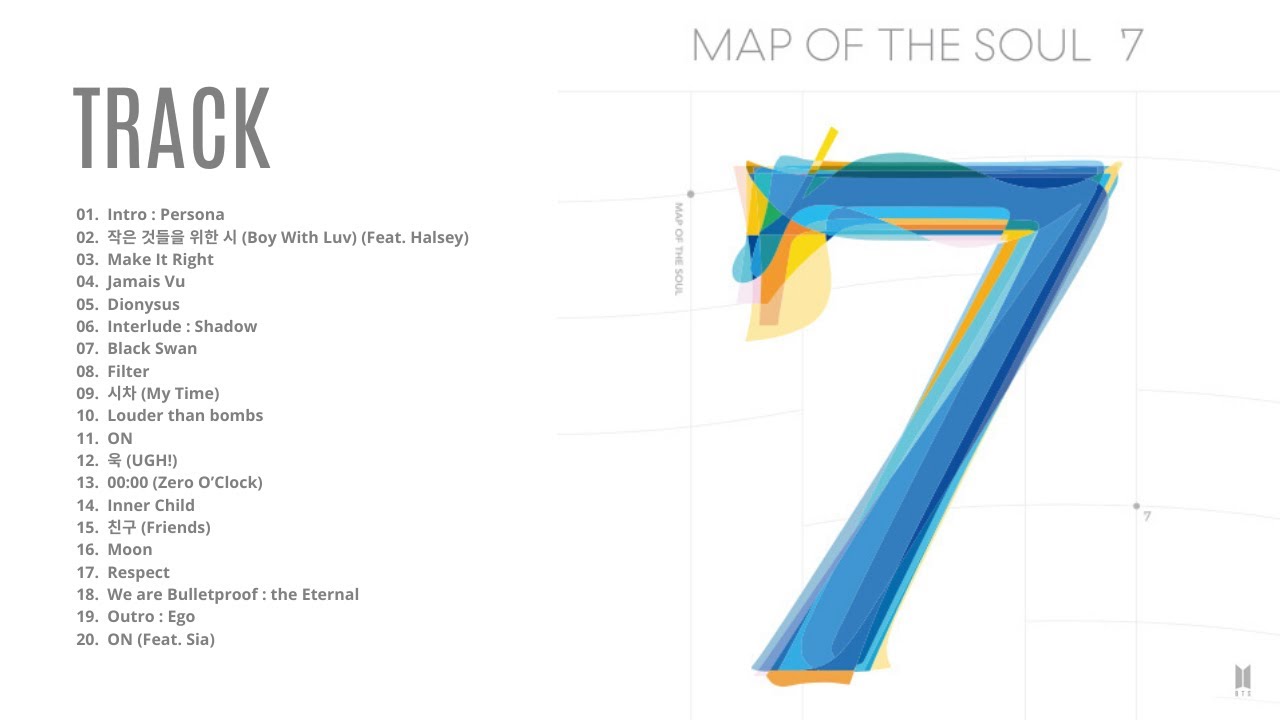 MAP OF THE SOUL 7
TRACK
01. Intro : Persona
02. 작은 것들을 위한 시 (Boy With Luv) (Feat. Halsey)
03. Make It Right
04. Jamais Vu
05. Dionysus
06. Interlude : Shadow
07. Black Swan
08. Filter
09. 시차 (My Time)
10. Louder than bombs
11. ON
12. 욱 (UGH!)
13. 00:00 (Zero O’Clock)
14. Inner Child
15. 친구 (Friends)
16. Moon
17. Respect
18. We are Bulletproof : the Eternal
19. Outro : Ego
20. ON (Feat. Sia)
MAP OF THE SOUL
7
BTS